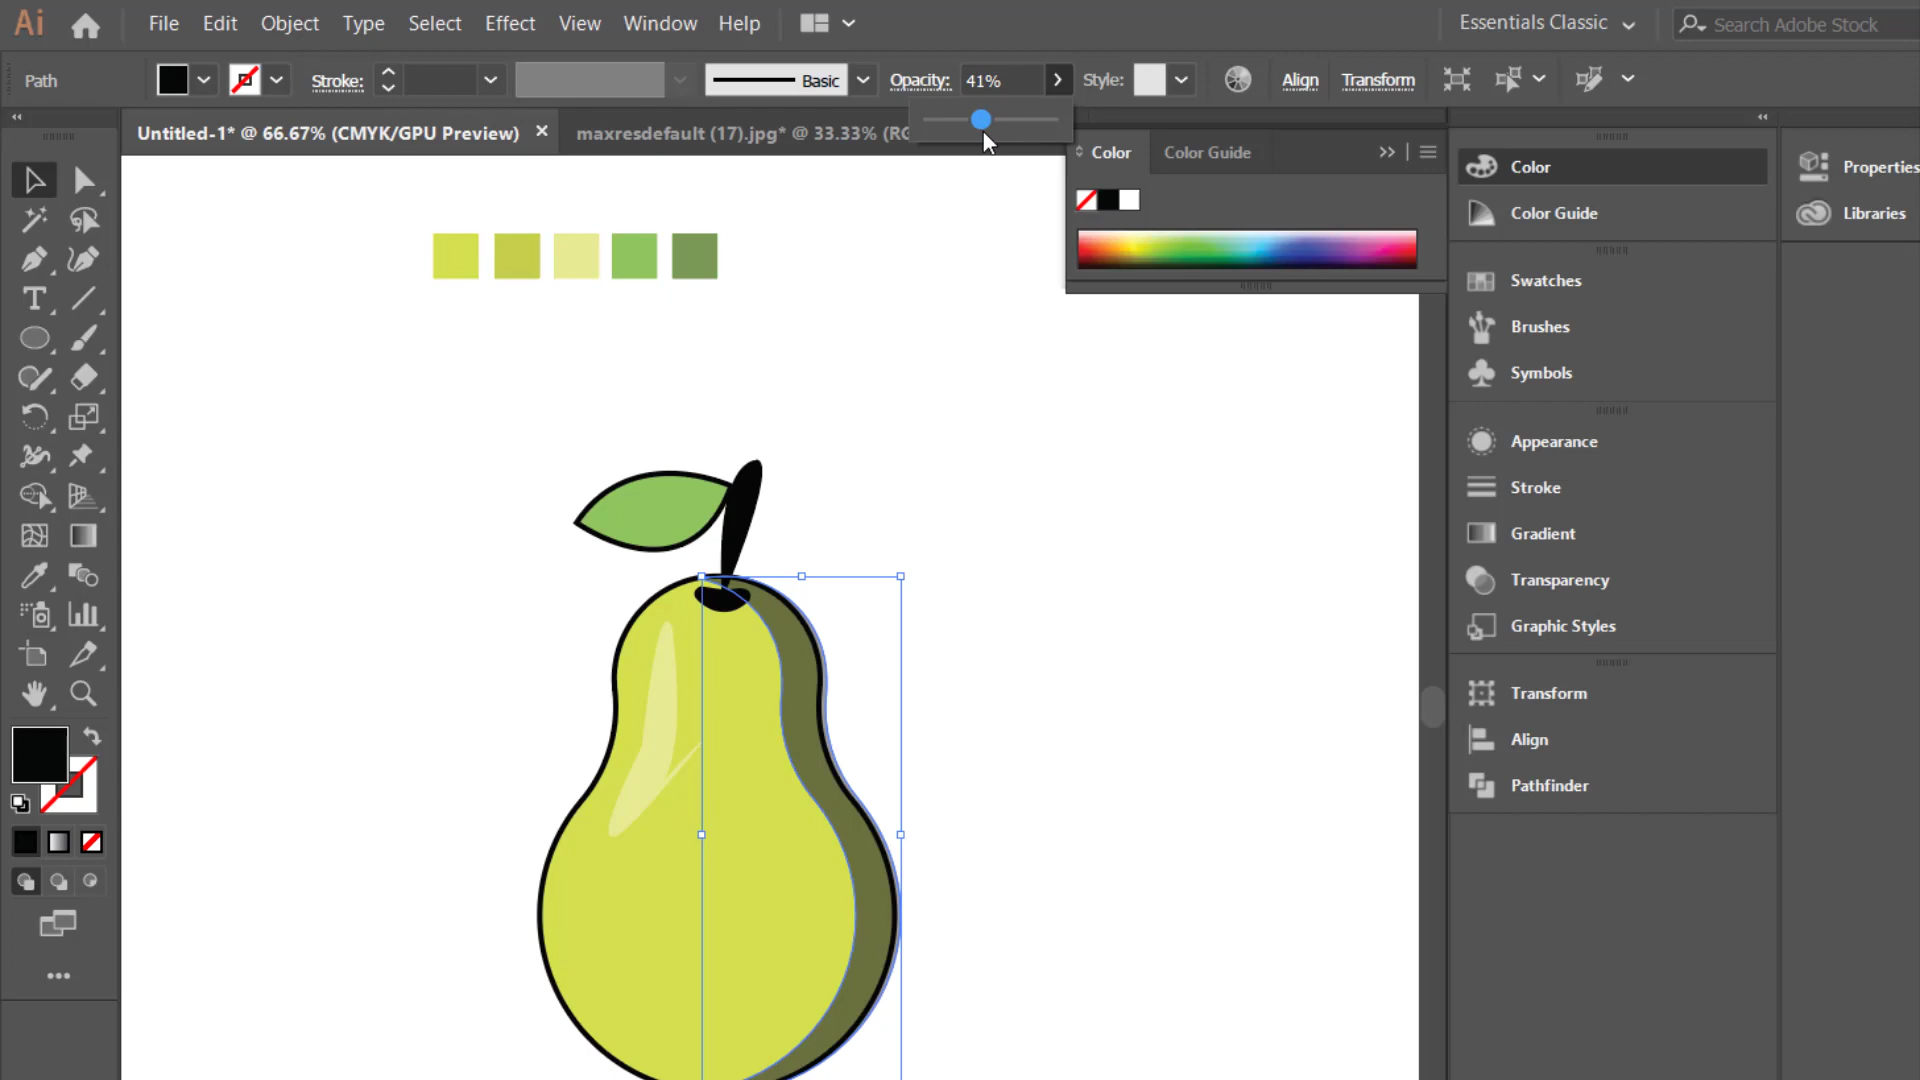 Ai File Edit Object Type Select Effect View Window Help Essentials Classic Search Adobe Stock
Path Stroke: Basic Opacity: 41% Style: Align Transform
Untitled-1* @ 66.67% (CMYK/GPU Preview) × maxresdefault (17).jpg* @ 33.33% (RG
Color Color Guide
Color
Color Guide
Swatches
Brushes
Symbols
Appearance
Stroke
Gradient
Transparency
Graphic Styles
Transform
Align
Pathfinder
Properties
Libraries